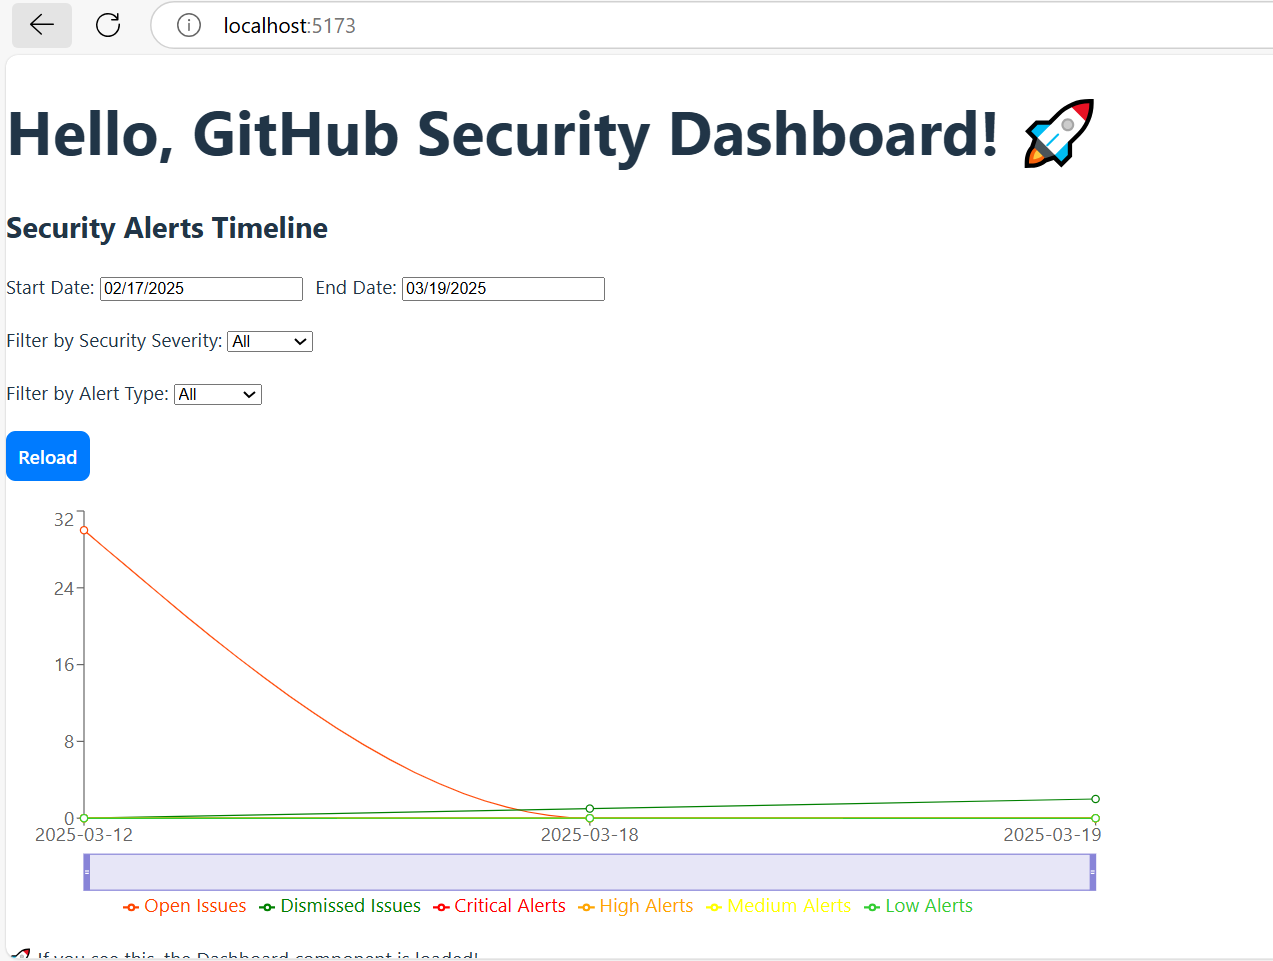 localhost:5173
Hello, GitHub Security Dashboard! 🚀
Security Alerts Timeline
Start Date: 02/17/2025 End Date: 03/19/2025
Filter by Security Severity: All
Filter by Alert Type: All
Reload
32
24
16
8
0
2025-03-12 2025-03-18 2025-03-19
Open Issues Dismissed Issues Critical Alerts High Alerts Medium Alerts Low Alerts
🚀 If you see this, the Dashboard component is loaded!